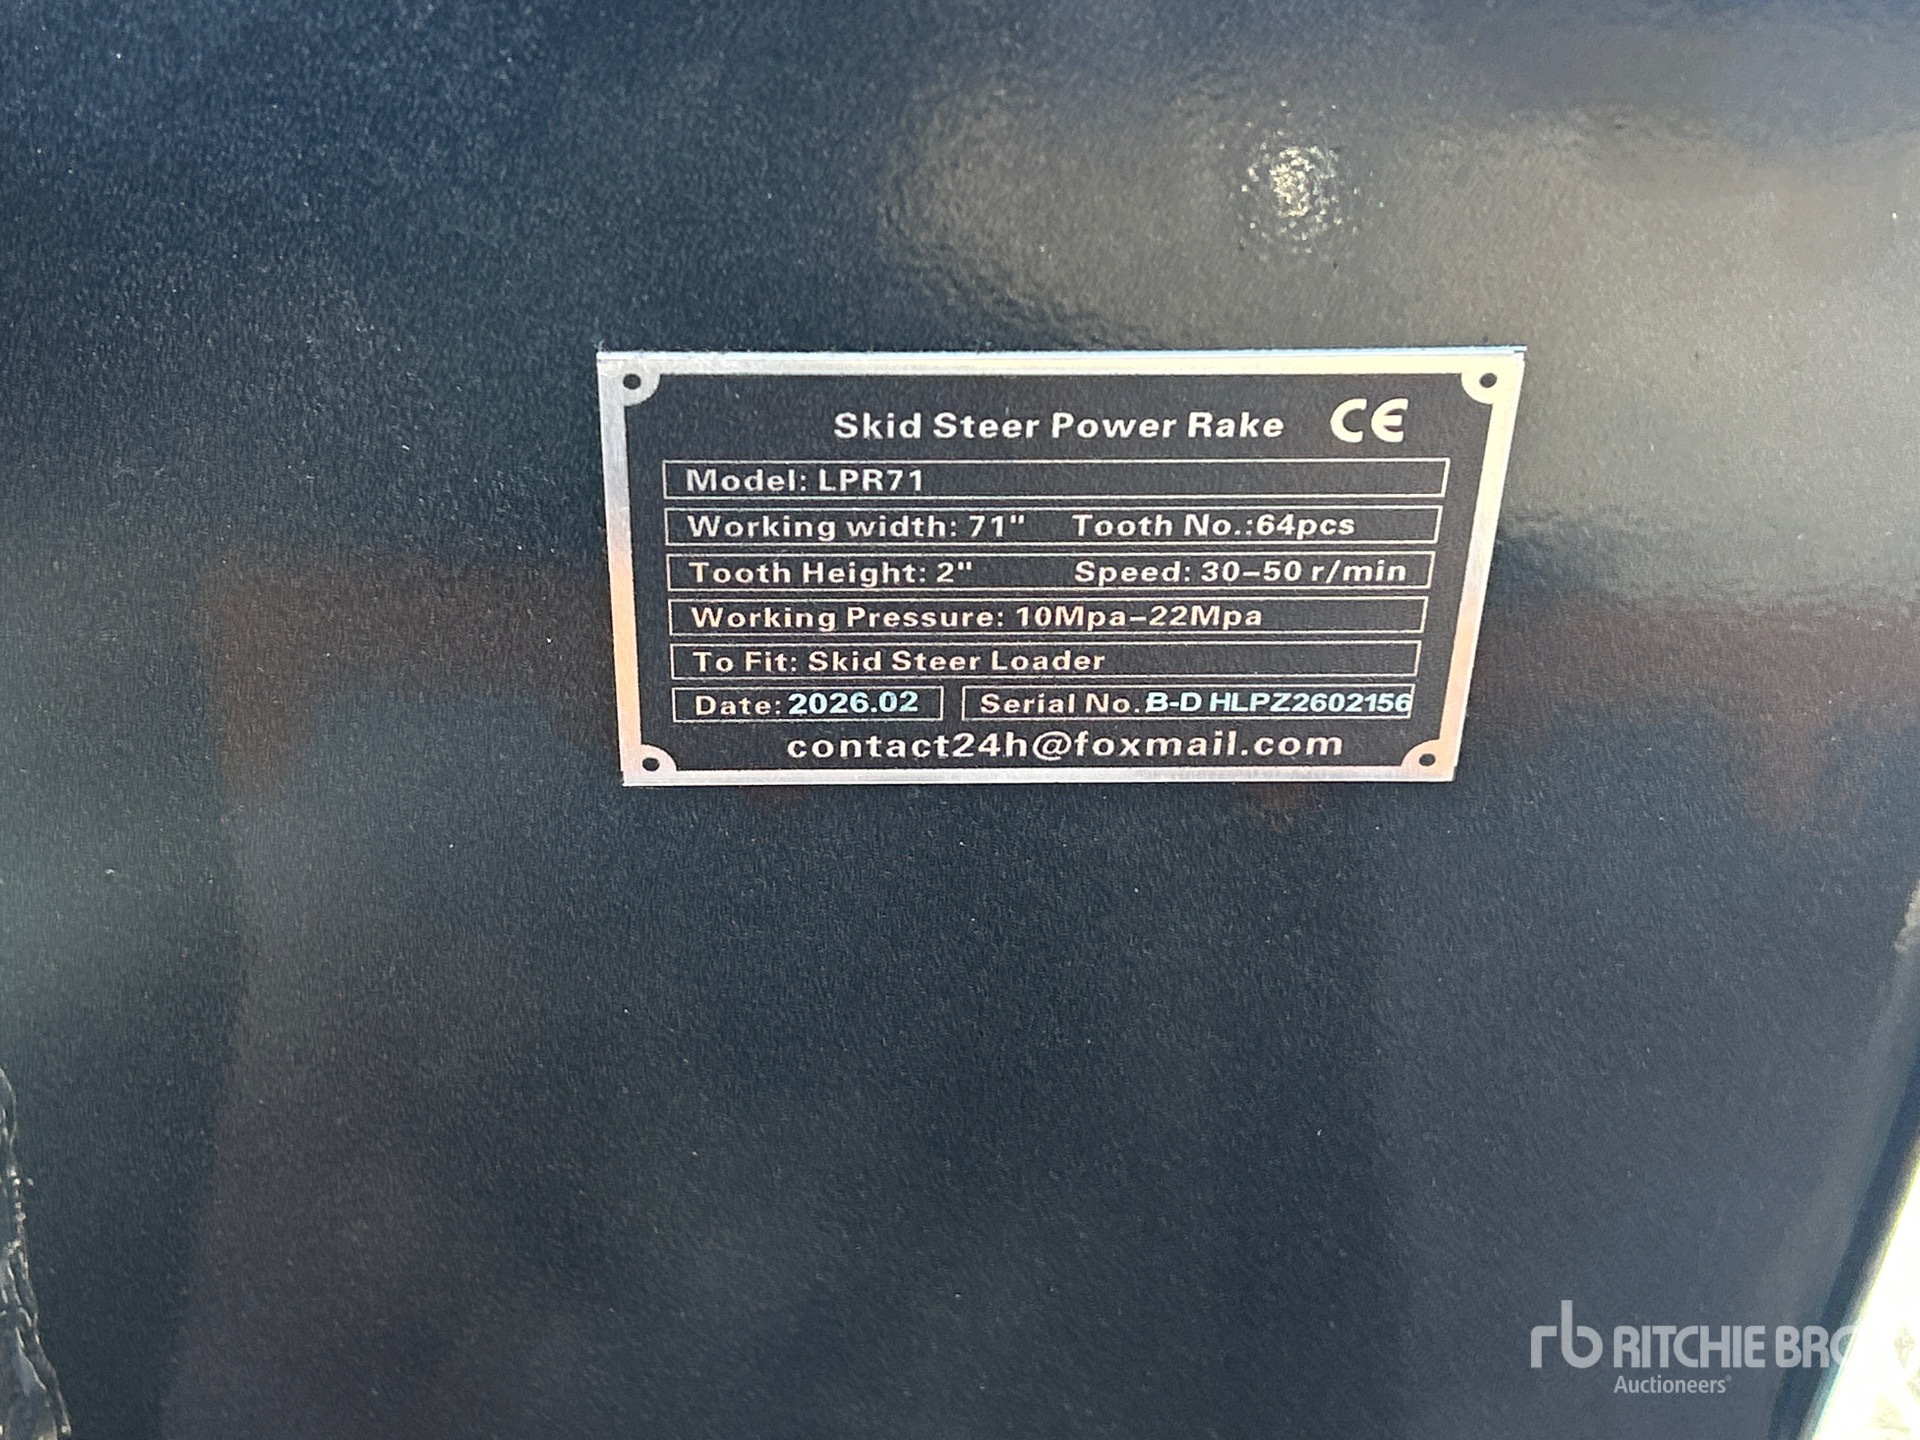 Skid Steer Power Rake CE
Model: LPR71
Working width: 71" Tooth No.:64pcs
Tooth Height: 2" Speed: 30-50 r/min
Working Pressure: 10Mpa-22Mpa
To Fit: Skid Steer Loader
Date: 2026.02 Serial No. B-D HLPZ2602156
contact24h@foxmail.com
rb RITCHIE BRO
Auctioneers